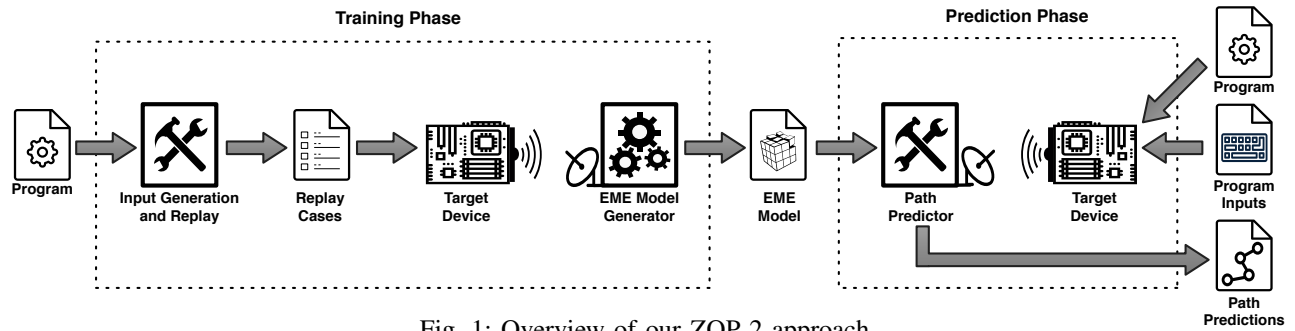 Training Phase
Prediction Phase
Program
Input Generation
and Replay
Replay
Cases
Target
Device
EME Model
Generator
EME
Model
Path
Predictor
Target
Device
Program
Program
Inputs
Path
Predictions
Fig. 1: Overview of our ZOP-2 approach